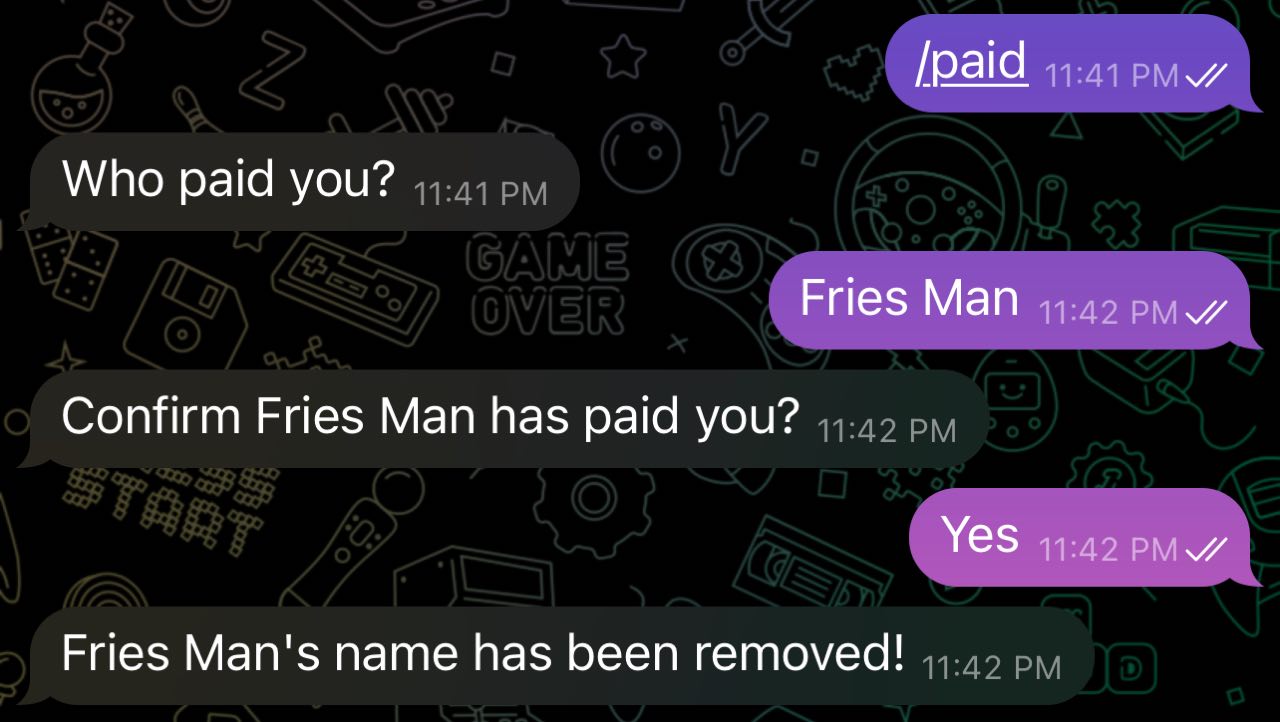 /paid 11:41 PM
Who paid you? 11:41 PM
GAME
OVER
Fries Man 11:42 PM
Confirm Fries Man has paid you? 11:42 PM
START
Yes 11:42 PM
Fries Man's name has been removed! 11:42 PM